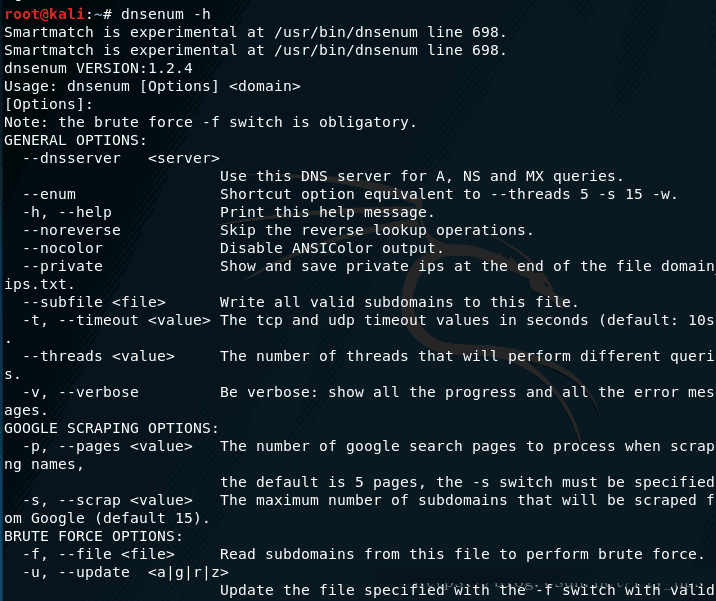 root@kali:~# dnsenum -h
Smartmatch is experimental at /usr/bin/dnsenum line 698.
Smartmatch is experimental at /usr/bin/dnsenum line 698.
dnsenum VERSION:1.2.4
Usage: dnsenum [Options] <domain>
[Options]:
Note: the brute force -f switch is obligatory.
GENERAL OPTIONS:
  --dnsserver   <server>
                        Use this DNS server for A, NS and MX queries.
  --enum                Shortcut option equivalent to --threads 5 -s 15 -w.
  -h, --help            Print this help message.
  --noreverse           Skip the reverse lookup operations.
  --nocolor             Disable ANSIColor output.
  --private             Show and save private ips at the end of the file domain_
ips.txt.
  --subfile <file>      Write all valid subdomains to this file.
  -t, --timeout <value> The tcp and udp timeout values in seconds (default: 10s
.
  --threads <value>     The number of threads that will perform different queri
s.
  -v, --verbose         Be verbose: show all the progress and all the error mes
ages.
GOOGLE SCRAPING OPTIONS:
  -p, --pages <value>   The number of google search pages to process when scrap
ng names,
                        the default is 5 pages, the -s switch must be specified
  -s, --scrap <value>   The maximum number of subdomains that will be scraped f
om Google (default 15).
BRUTE FORCE OPTIONS:
  -f, --file <file>     Read subdomains from this file to perform brute force.
  -u, --update  <a|g|r|z>
                        Update the file specified with the -f switch with valid